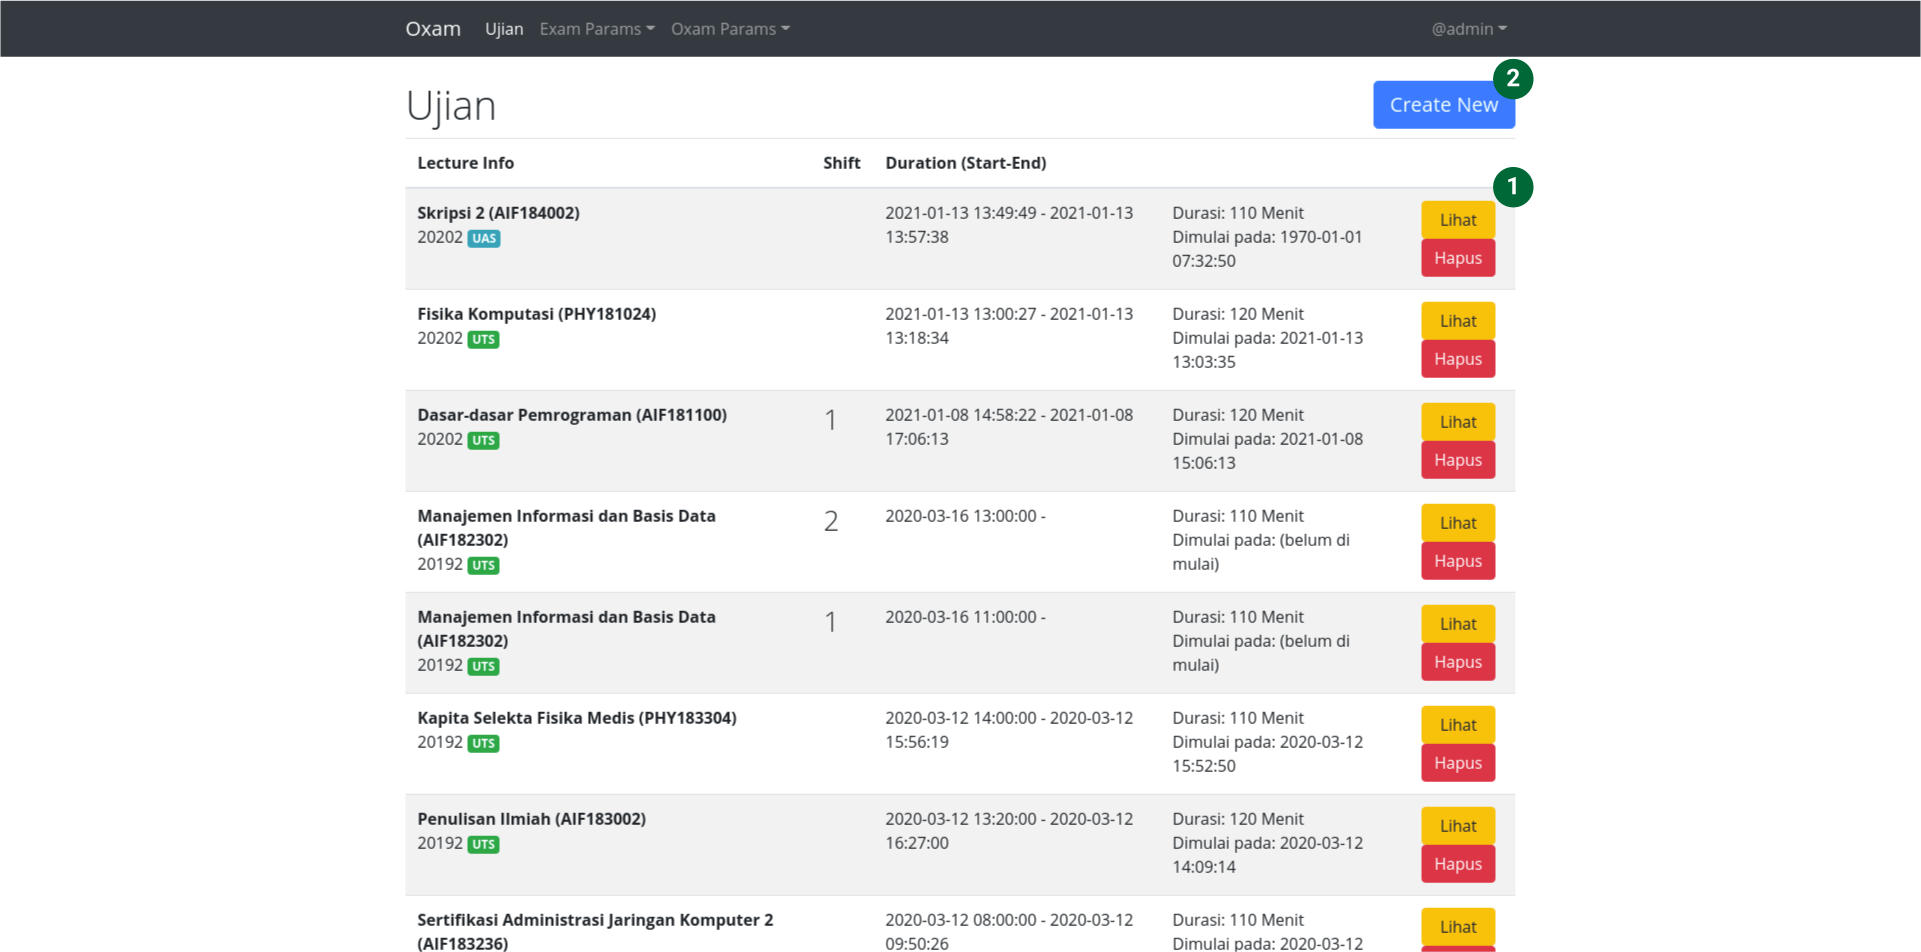 Oxam Ujian Exam Params Oxam Params @admin
2
Ujian Create New
Lecture Info Shift Duration (Start-End)
1
Skripsi 2 (AIF184002) 2021-01-13 13:49:49 - 2021-01-13 Durasi: 110 Menit Lihat
20202 UAS 13:57:38 Dimulai pada: 1970-01-01 Hapus
07:32:50
Fisika Komputasi (PHY181024) 2021-01-13 13:00:27 - 2021-01-13 Durasi: 120 Menit Lihat
20202 UTS 13:18:34 Dimulai pada: 2021-01-13 Hapus
13:03:35
Dasar-dasar Pemrograman (AIF181100) 1 2021-01-08 14:58:22 - 2021-01-08 Durasi: 120 Menit Lihat
20202 UTS 17:06:13 Dimulai pada: 2021-01-08 Hapus
15:06:13
Manajemen Informasi dan Basis Data 2 2020-03-16 13:00:00 - Durasi: 110 Menit Lihat
(AIF182302) Dimulai pada: (belum di Hapus
20192 UTS mulai)
Manajemen Informasi dan Basis Data 1 2020-03-16 11:00:00 - Durasi: 110 Menit Lihat
(AIF182302) Dimulai pada: (belum di Hapus
20192 UTS mulai)
Kapita Selekta Fisika Medis (PHY183304) 2020-03-12 14:00:00 - 2020-03-12 Durasi: 110 Menit Lihat
20192 UTS 15:56:19 Dimulai pada: 2020-03-12 Hapus
15:52:50
Penulisan Ilmiah (AIF183002) 2020-03-12 13:20:00 - 2020-03-12 Durasi: 120 Menit Lihat
20192 UTS 16:27:00 Dimulai pada: 2020-03-12 Hapus
14:09:14
Sertifikasi Administrasi Jaringan Komputer 2 2020-03-12 08:00:00 - 2020-03-12 Durasi: 110 Menit Lihat
(AIF183236) 09:50:26 Dimulai pada: 2020-03-12